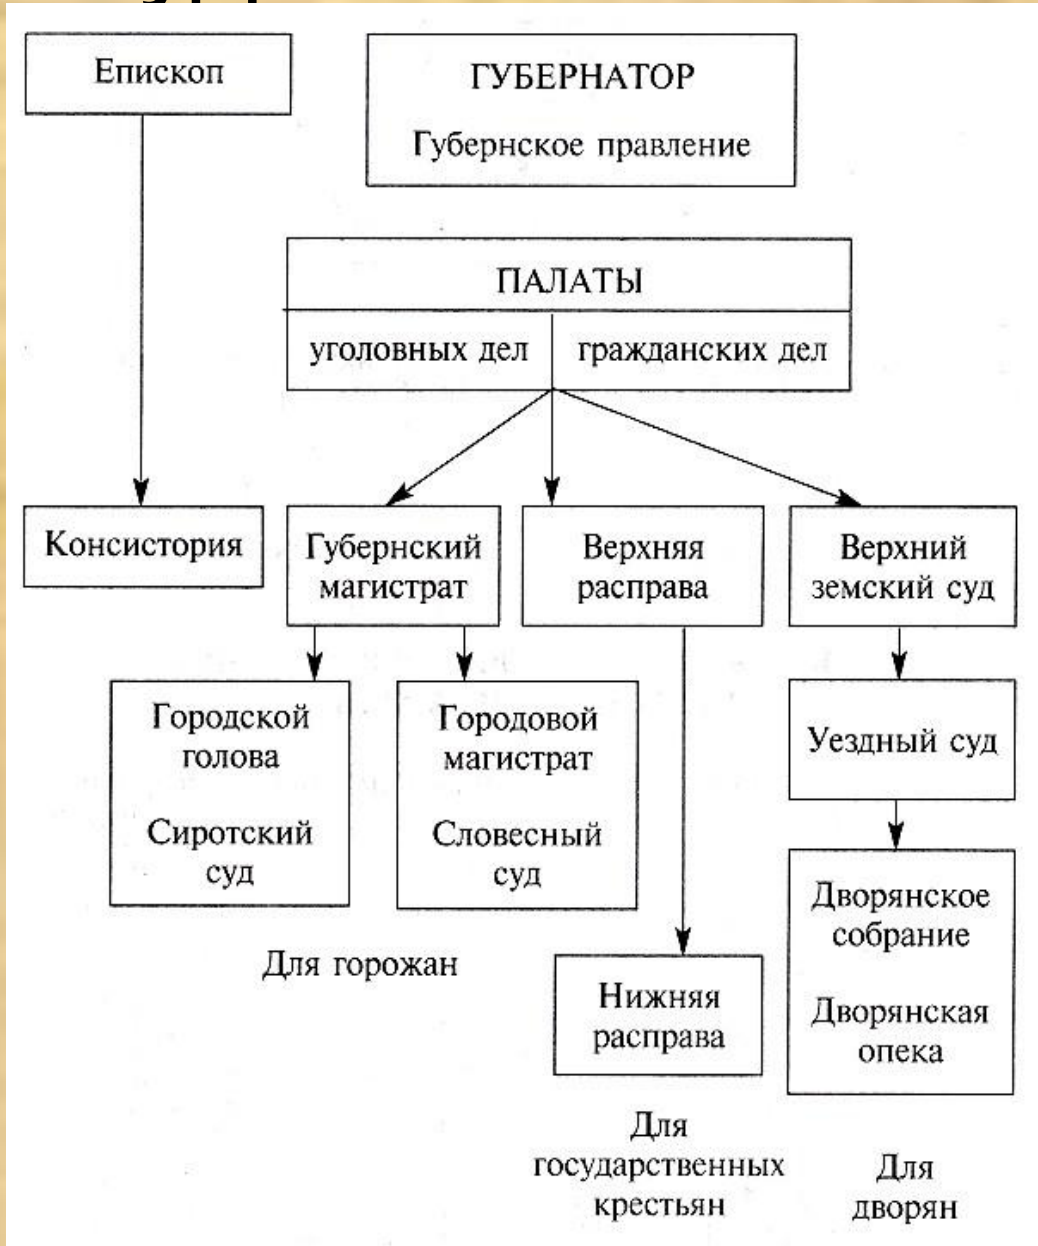 Епископ
ГУБЕРНАТОР
Губернское правление
ПАЛАТЫ
уголовных дел
гражданских дел
Консистория
Губернский
магистрат
Верхняя
расправа
Верхний
земский суд
Городской
голова
Сиротский
суд
Городовой
магистрат
Словесный
суд
Уездный суд
Дворянское
собрание
Дворянская
опека
Для горожан
Нижняя
расправа
Для
государственных
крестьян
Для
дворян